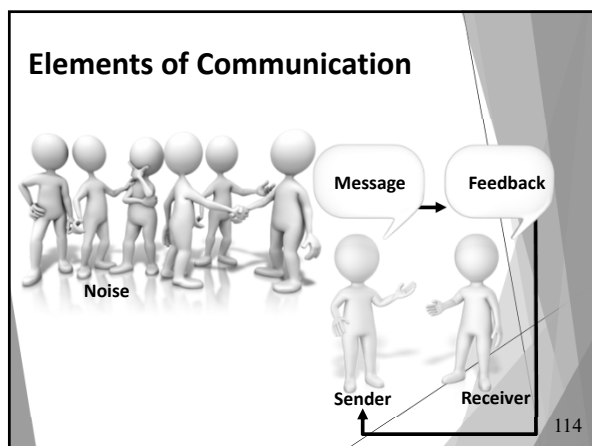 Elements of Communication
Message
Feedback
Noise
Sender
Receiver
114